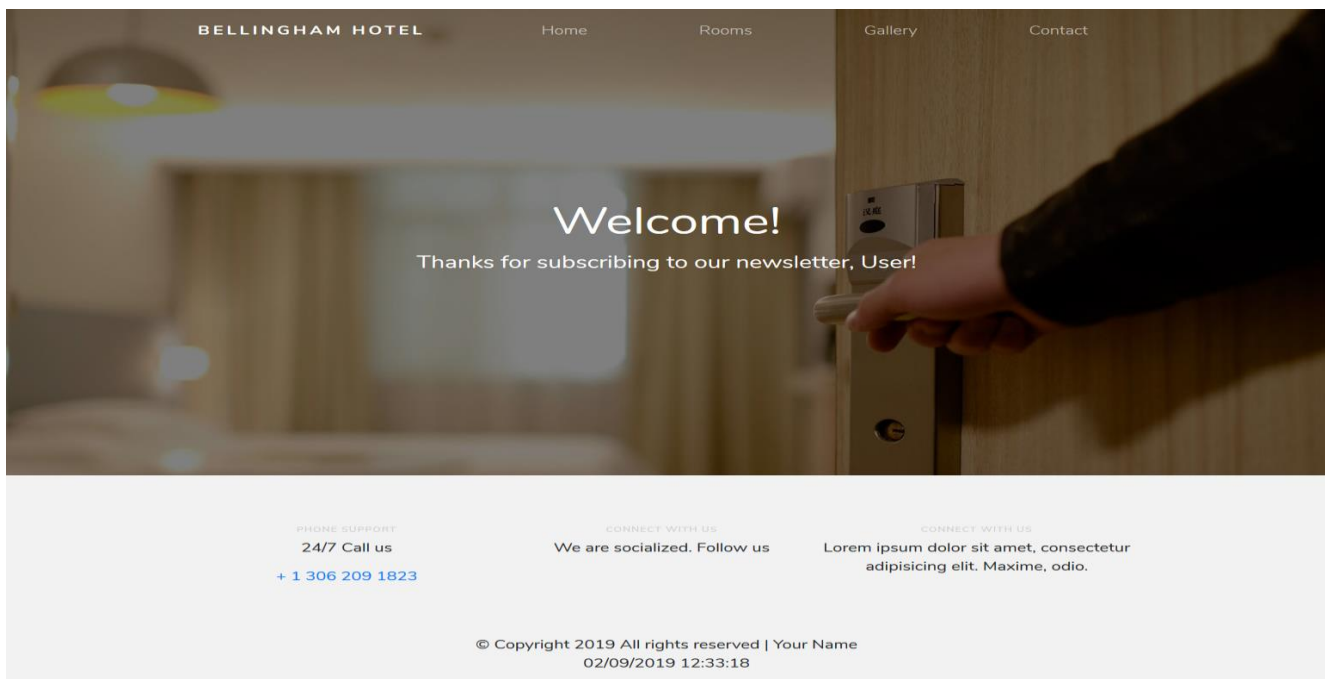 BELLINGHAM HOTEL Home Rooms Gallery Contact
Welcome!
Thanks for subscribing to our newsletter, User!
PHONE SUPPORT
24/7 Call us
+ 1 306 209 1823
CONNECT WITH US
We are socialized. Follow us
CONNECT WITH US
Lorem ipsum dolor sit amet, consectetur
adipisicing elit. Maxime, odio.
© Copyright 2019 All rights reserved | Your Name
02/09/2019 12:33:18